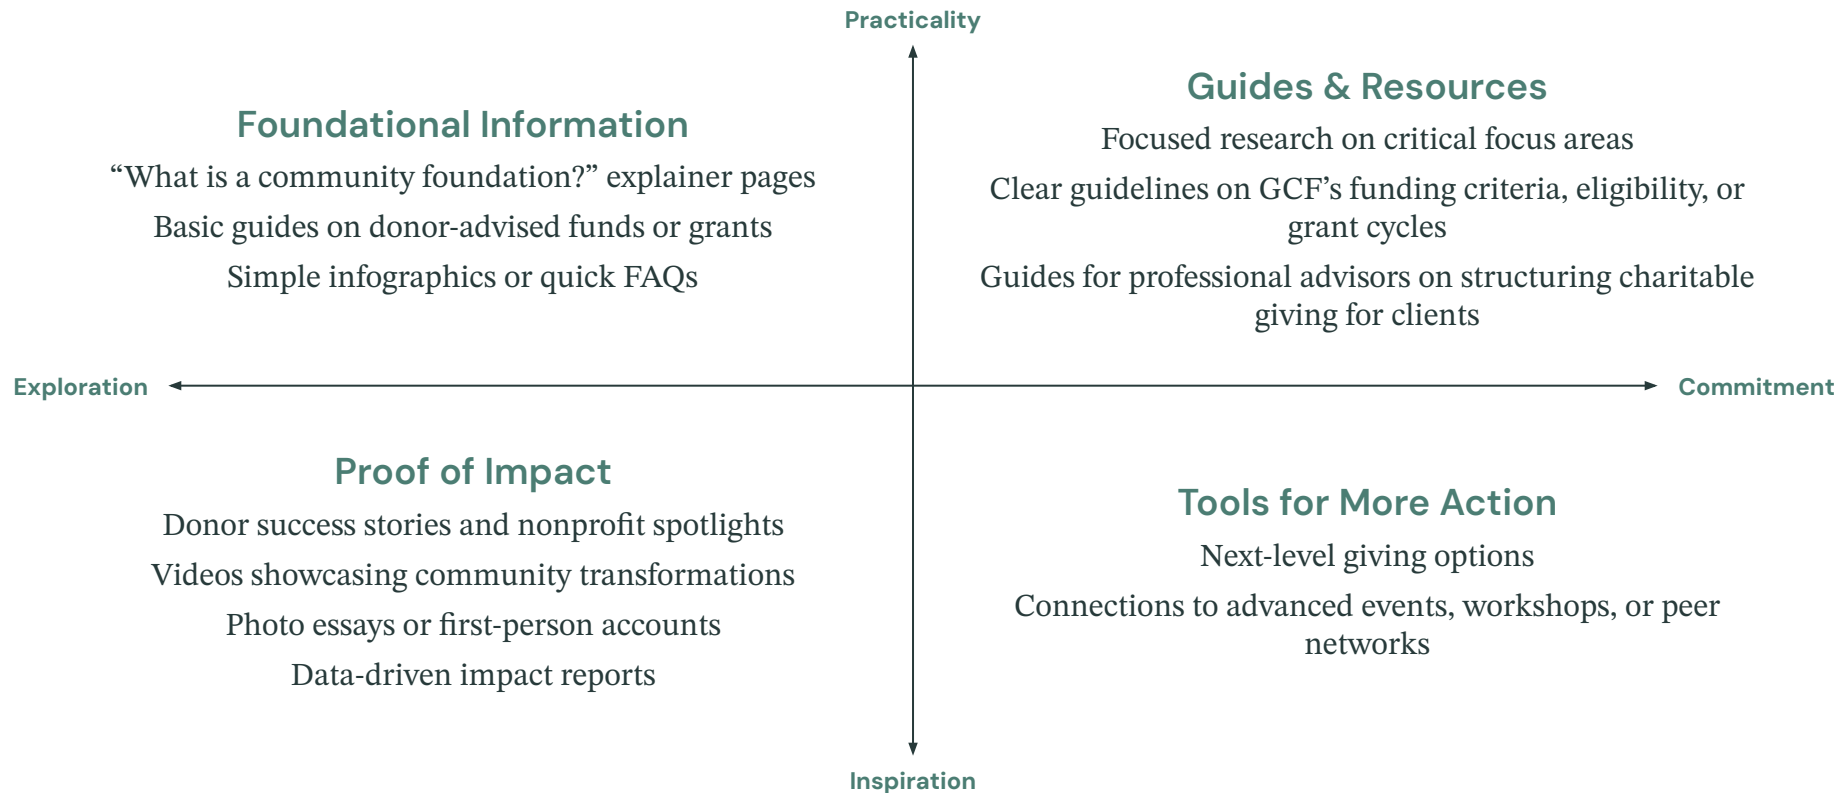 Practicality
Foundational Information
“What is a community foundation?” explainer pages
Basic guides on donor-advised funds or grants
Simple infographics or quick FAQs
Guides & Resources
Focused research on critical focus areas
Clear guidelines on GCF’s funding criteria, eligibility, or
grant cycles
Guides for professional advisors on structuring charitable
giving for clients
Exploration
Commitment
Proof of Impact
Donor success stories and nonprofit spotlights
Videos showcasing community transformations
Photo essays or first-person accounts
Data-driven impact reports
Tools for More Action
Next-level giving options
Connections to advanced events, workshops, or peer
networks
Inspiration